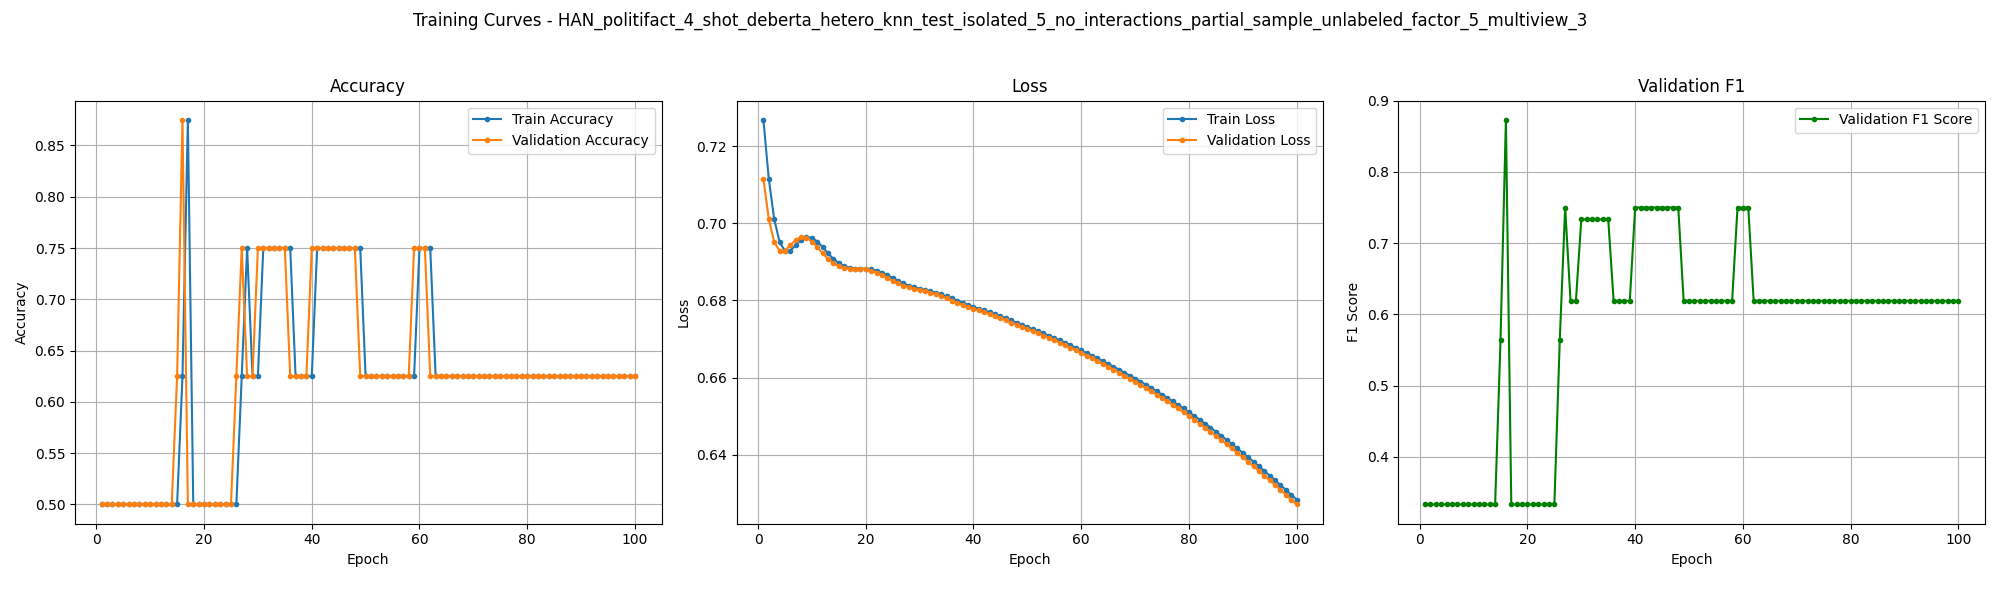 Training Curves - HAN_politifact_4_shot_deberta_hetero_knn_test_isolated_5_no_interactions_partial_sample_unlabeled_factor_5_multiview_3
Accuracy
Train Accuracy
Validation Accuracy
0.85
0.80
0.75
0.70
0.65
0.60
0.55
0.50
Accuracy
0 20 40 60 80 100
Epoch
Loss
Train Loss
Validation Loss
0.72
0.70
0.68
0.66
0.64
Loss
0 20 40 60 80 100
Epoch
Validation F1
Validation F1 Score
0.9
0.8
0.7
0.6
0.5
0.4
F1 Score
0 20 40 60 80 100
Epoch